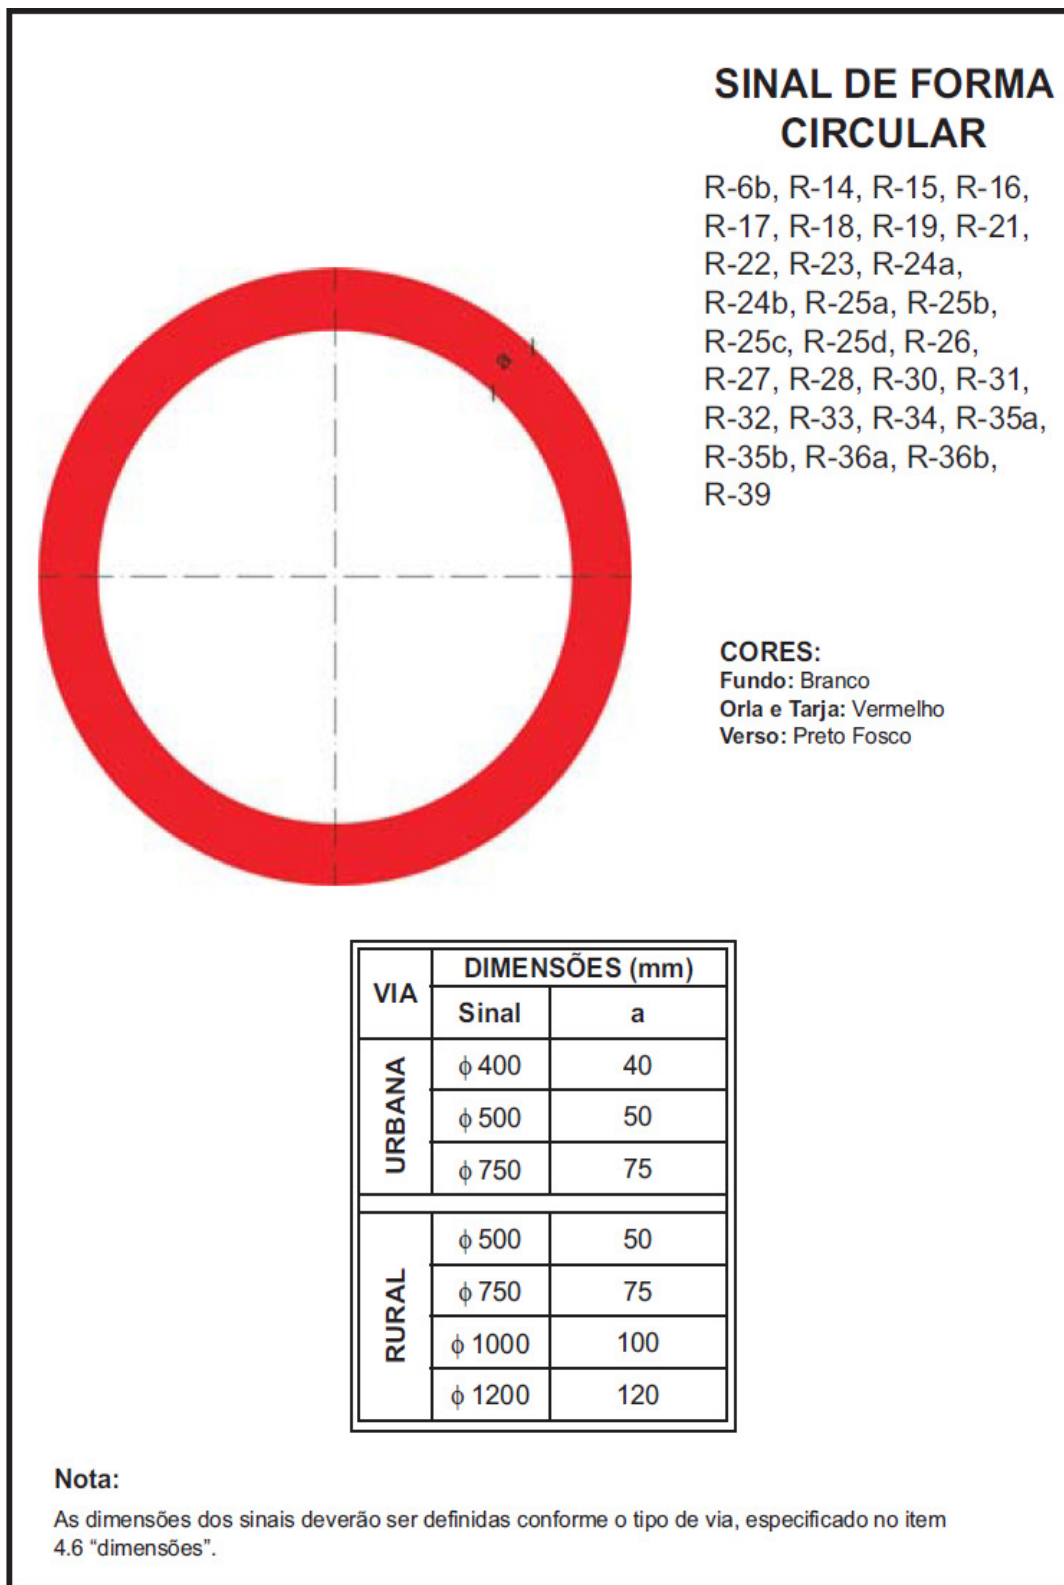 SINAL DE FORMA
CIRCULAR
R-6b, R-14, R-15, R-16,
R-17, R-18, R-19, R-21,
R-22, R-23, R-24a,
R-24b, R-25a, R-25b,
R-25c, R-25d, R-26,
R-27, R-28, R-30, R-31,
R-32, R-33, R-34, R-35a,
R-35b, R-36a, R-36b,
R-39
CORES:
Fundo: Branco
Orla e Tarja: Vermelho
Verso: Preto Fosco
VIA
DIMENSÕES (mm)
Sinal a
URBANA
ϕ 400 40
ϕ 500 50
ϕ 750 75
RURAL
ϕ 500 50
ϕ 750 75
ϕ 1000 100
ϕ 1200 120
Nota:
As dimensões dos sinais deverão ser definidas conforme o tipo de via, especificado no item
4.6 “dimensões”.